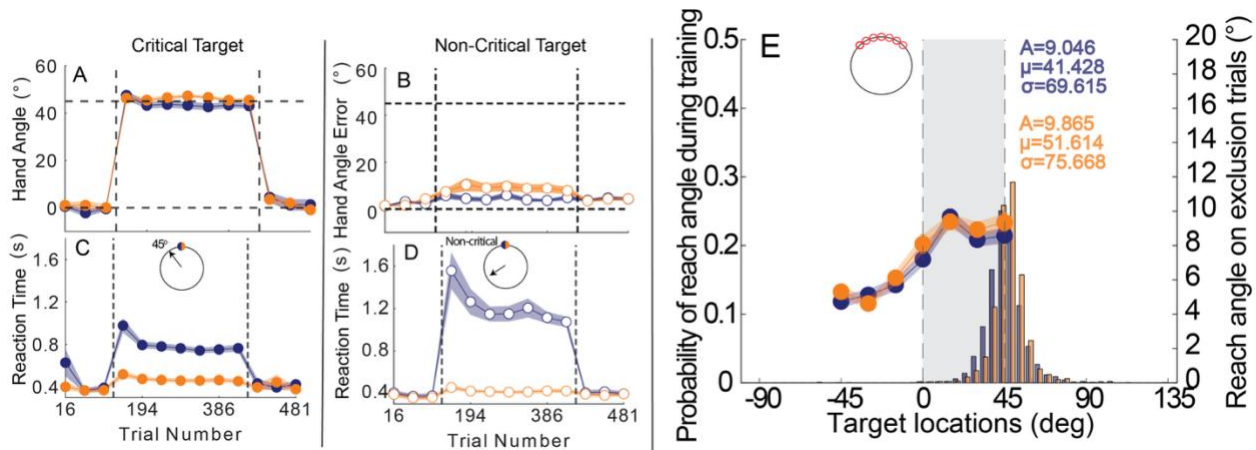 Critical Target
A
Hand Angle (°)
60
40
20
0
C
45°
Reaction Time (s)
1.6
1.2
0.8
0.4
16 194 386 481
Trial Number
Non-Critical Target
B
Hand Angle Error (°)
60
40
20
0
D
Non-critical
Reaction Time (s)
1.6
1.2
0.8
0.4
16 194 386 481
Trial Number
E
Probability of reach angle during training
0.5
0.4
0.3
0.2
0.1
0
A=9.046
μ=41.428
σ=69.615
A=9.865
μ=51.614
σ=75.668
20
18
16
14
12
10
8
6
4
2
0
Reach angle on exclusion trials (°)
-90 -45 0 45 90 135
Target locations (deg)